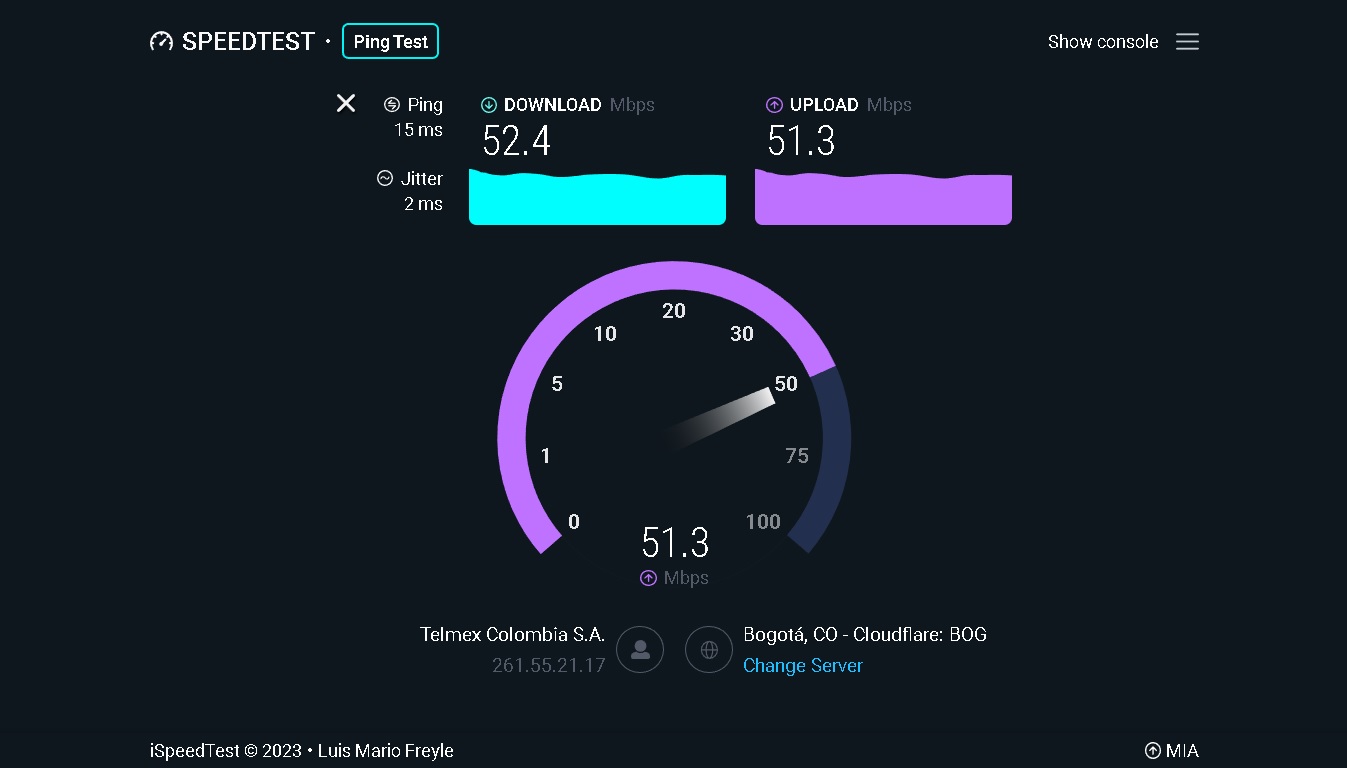 SPEEDTEST · Ping Test
Show console
Ping
15 ms
Jitter
2 ms
DOWNLOAD Mbps
52.4
UPLOAD Mbps
51.3
0
1
5
10
20
30
50
75
100
51.3
Mbps
Telmex Colombia S.A.
261.55.21.17
Bogotá, CO - Cloudflare: BOG
Change Server
iSpeedTest © 2023 • Luis Mario Freyle
MIA